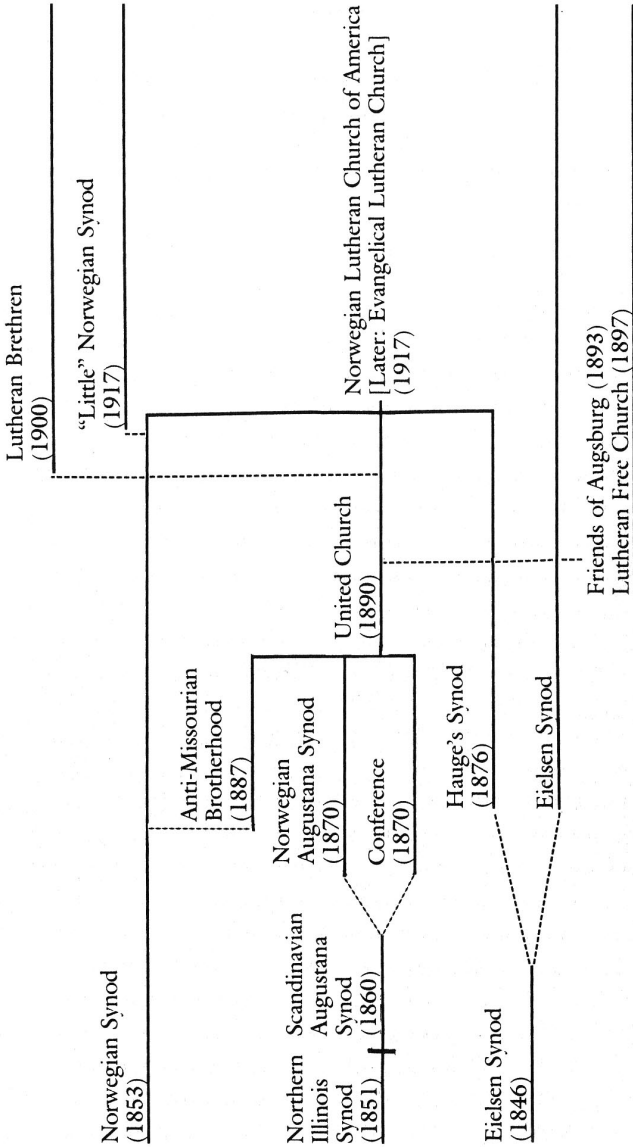 Lutheran Brethren
(1900)
“Little” Norwegian Synod
(1917)
Norwegian Synod
(1853)
Anti-Missourian
Brotherhood
(1887)
Norwegian Lutheran Church of America
[Later: Evangelical Lutheran Church]
(1917)
United Church
(1890)
Norwegian
Augustana Synod
(1870)
Conference
(1870)
Northern
Illinois
Synod
(1851)
Scandinavian
Augustana
Synod
(1860)
Hauge's Synod
(1876)
Eielsen Synod
Eielsen Synod
(1846)
Friends of Augsburg (1893)
Lutheran Free Church (1897)